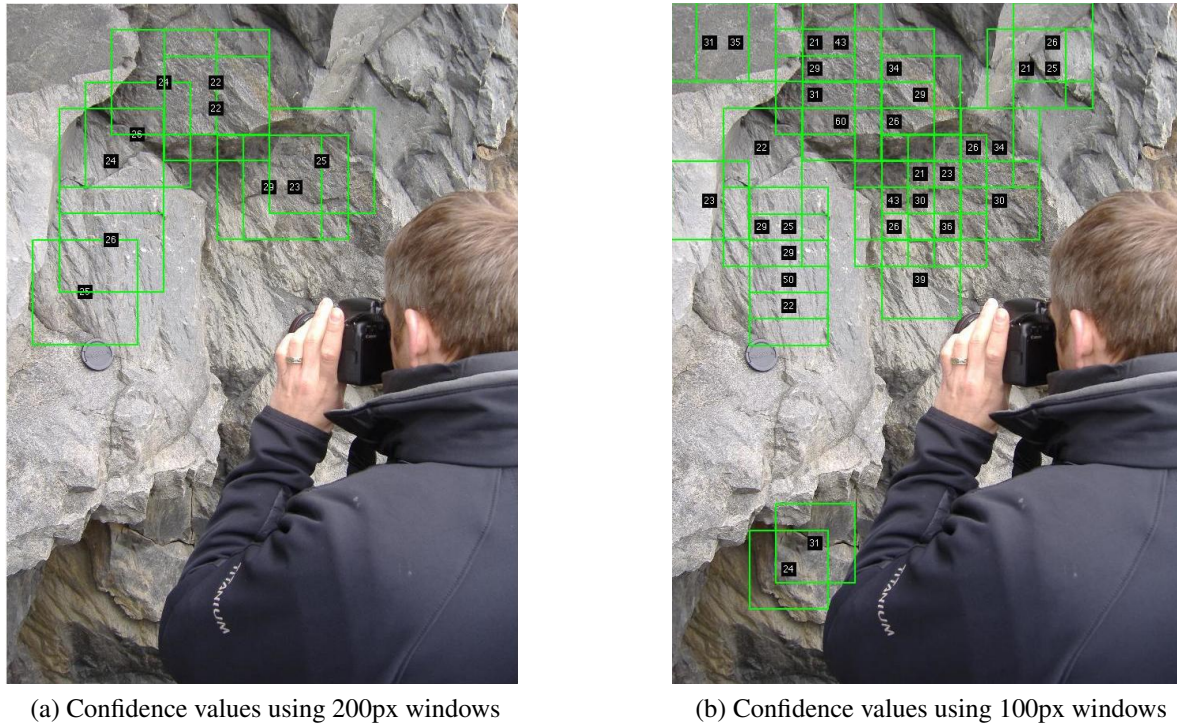 24 22
22
26
24 25
29 23
26
25
TITANIUM
(a) Confidence values using 200px windows
31 35 21 43 26
29 34 21 25
31 29
60 26
22 26 34
21 23
23 43 30 30
29 25 26 36
29
50 39
22
31
24
TITANIUM
(b) Confidence values using 100px windows